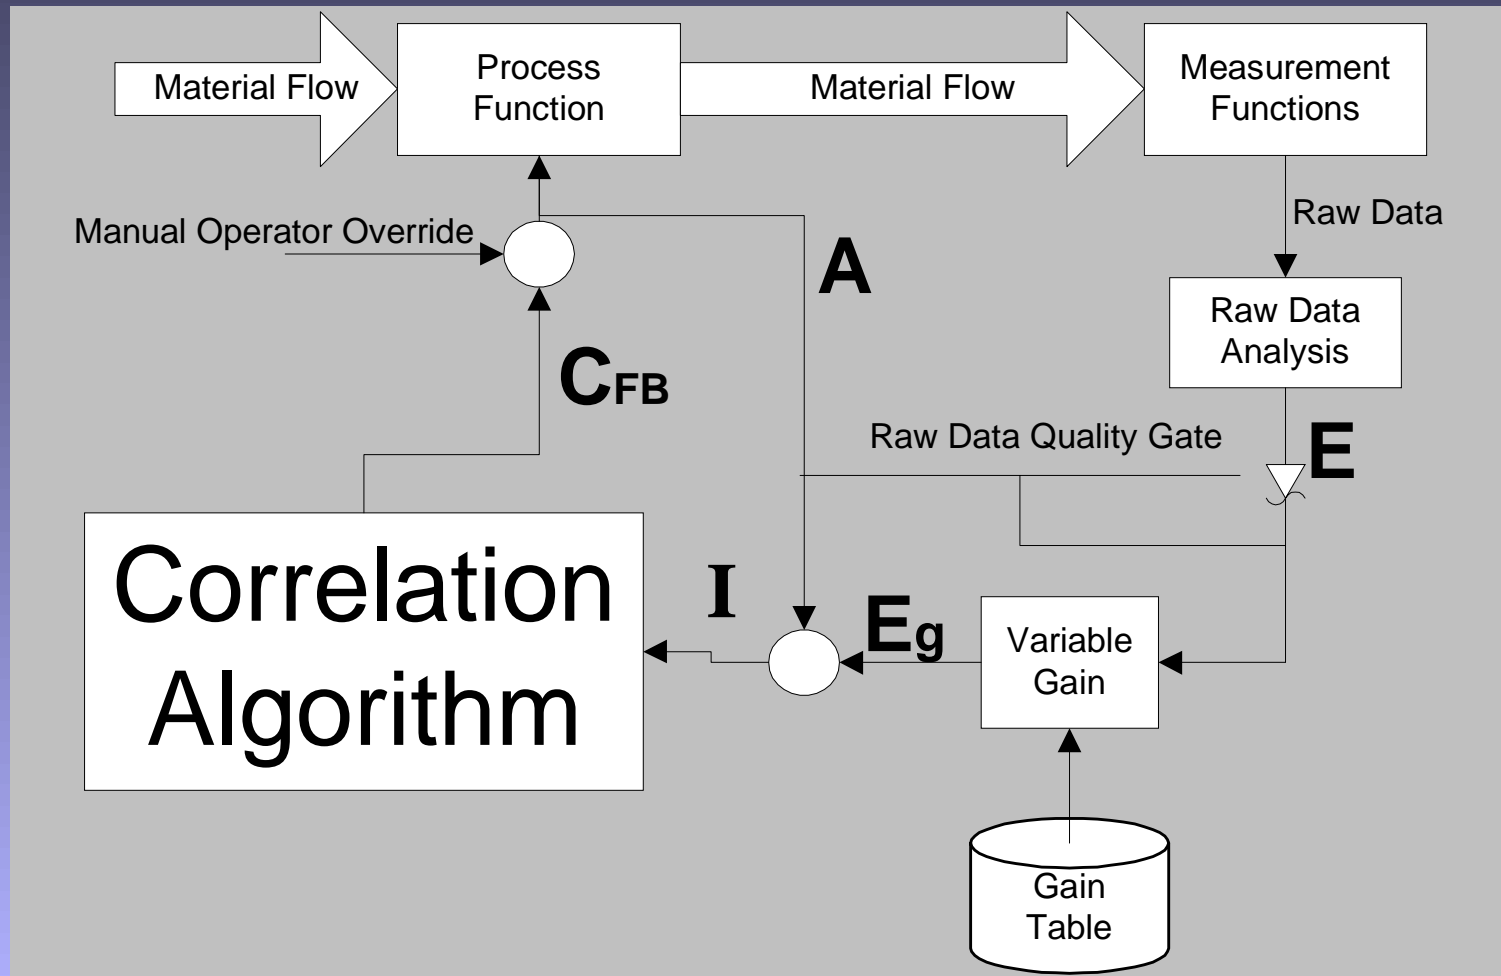 Material Flow
Process
Function
Material Flow
Measurement
Functions
Raw Data
Manual Operator Override
A
Raw Data
Analysis
CFB
Raw Data Quality Gate
E
Correlation
Algorithm
I
Eg
Variable
Gain
Gain
Table